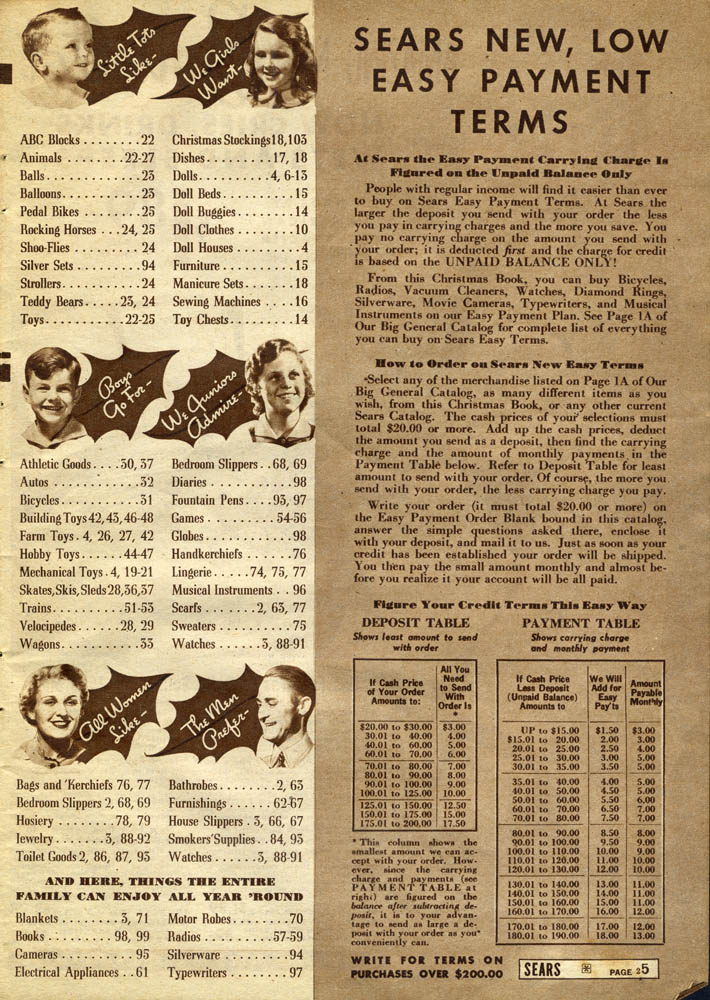 Little Tots
Like-
We Girls
Want-
ABC Blocks ........22
Animals ........22-27
Balls............23
Balloons..........23
Pedal Bikes .......25
Rocking Horses ...24, 25
Shoo-Flies ........24
Silver Sets ........94
Strollers..........24
Teddy Bears.....23, 24
Toys...........22-25
Christmas Stockings 18,103
Dishes.........17, 18
Dolls.........4, 6-13
Doll Beds..........15
Doll Buggies........14
Doll Clothes .......10
Doll Houses ........4
Furniture ..........15
Manicure Sets.......18
Sewing Machines ...16
Toy Chests.........14
Boys
Go For-
We Juniors
Admire-
Athletic Goods....30, 37
Autos ............32
Bicycles...........31
Building Toys 42,43,46-48
Farm Toys. 4, 26, 27, 42
Hobby Toys......44-47
Mechanical Toys. 4, 19-21
Skates,Skis,Sleds 28,36,37
Trains.........51-53
Velocipedes.....28, 29
Wagons...........33
Bedroom Slippers..68, 69
Diaries ...........98
Fountain Pens....93, 97
Games .........54-56
Globes............98
Handkerchiefs ......76
Lingerie.....74, 75, 77
Musical Instruments ..96
Scarfs .......2, 63, 77
Sweaters ..........75
Watches .....3, 88-91
All Women
Like-
The Men
Prefer-
Bags and 'Kerchiefs 76, 77
Bedroom Slippers 2, 68, 69
Hosiery ........78, 79
Jewelry.......3, 88-92
Toilet Goods 2, 86, 87, 93
Bathrobes........2, 63
Furnishings ......62-67
House Slippers . 3, 66, 67
Smokers' Supplies..84, 93
Watches .....3, 88-91
AND HERE, THINGS THE ENTIRE
FAMILY CAN ENJOY ALL YEAR 'ROUND
Blankets ........3, 71
Books .........98, 99
Cameras ..........95
Electrical Appliances ..61
Motor Robes........70
Radios .........57-59
Silverware .........94
Typewriters ........97
SEARS NEW, LOW
EASY PAYMENT
TERMS
At Sears the Easy Payment Carrying Charge Is
Figured on the Unpaid Balance Only
People with regular income will find it easier than ever
to buy on Sears Easy Payment Terms. At Sears the
larger the deposit you send with your order the less
you pay in carrying charges and the more you save. You
pay no carrying charge on the amount you send with
your order; it is deducted first and the charge for credit
is based on the UNPAID BALANCE ONLY!
From this Christmas Book, you can buy Bicycles,
Radios, Vacuum Cleaners, Watches, Diamond Rings,
Silverware, Movie Cameras, Typewriters, and Musical
Instruments on our Easy Payment Plan. See Page 1A of
Our Big General Catalog for complete list of everything
you can buy on Sears Easy Terms.
How to Order on Sears New Easy Terms
Select any of the merchandise listed on Page 1A of Our
Big General Catalog, as many different items as you
wish, from this Christmas Book, or any other current
Sears Catalog. The cash prices of your selections must
total $20.00 or more. Add up the cash prices, deduct
the amount you send as a deposit, then find the carrying
charge and the amount of monthly payments in the
Payment Table below. Refer to Deposit Table for least
amount to send with your order. Of course, the more you
send with your order, the less carrying charge you pay.
Write your order (it must total $20.00 or more) on
the Easy Payment Order Blank bound in this catalog,
answer the simple questions asked there, enclose it
with your deposit, and mail it to us. Just as soon as your
credit has been established your order will be shipped.
You then pay the small amount monthly and almost be-
fore you realize it your account will be all paid.
Figure Your Credit Terms This Easy Way
DEPOSIT TABLE
Shows least amount to send
with order
If Cash Price
of Your Order
Amounts to:
All You
Need
to Send
With
Order Is
*
$20.00 to $30.00 $3.00
30.01 to 40.00 4.00
40.01 to 60.00 5.00
60.01 to 70.00 6.00
70.01 to 80.00 7.00
80.01 to 90.00 8.00
90.01 to 100.00 9.00
100.01 to 125.00 10.00
125.01 to 150.00 12.50
150.01 to 175.00 15.00
175.01 to 200.00 17.50
* This column shows the
smallest amount we can ac-
cept with your order. How-
ever, since the carrying
charge and payments (see
PAYMENT TABLE at
right) are figured on the
balance after subtracting de-
posit, it is to your advan-
tage to send as large a de-
posit with your order as you
conveniently can.
PAYMENT TABLE
Shows carrying charge
and monthly payment
If Cash Price
Less Deposit
(Unpaid Balance)
Amounts to
We Will
Add for
Easy
Pay'ts
Amount
Payable
Monthly
UP to $15.00 $1.50 $3.00
$15.01 to 20.00 2.00 3.00
20.01 to 25.00 2.50 4.00
25.01 to 30.00 3.00 5.00
30.01 to 35.00 3.50 5.00
35.01 to 40.00 4.00 5.00
40.01 to 50.00 4.50 5.00
50.01 to 60.00 5.50 6.00
60.01 to 70.00 6.50 7.00
70.01 to 80.00 7.50 7.00
80.01 to 90.00 8.50 8.00
90.01 to 100.00 9.50 9.00
100.01 to 110.00 10.00 9.00
110.01 to 120.00 11.00 10.00
120.01 to 130.00 12.00 10.00
130.01 to 140.00 13.00 11.00
140.01 to 150.00 14.00 11.00
150.01 to 160.00 15.00 11.00
160.01 to 170.00 16.00 12.00
170.01 to 180.00 17.00 12.00
180.01 to 190.00 18.00 13.00
WRITE FOR TERMS ON
PURCHASES OVER $200.00
SEARS PAGE 25